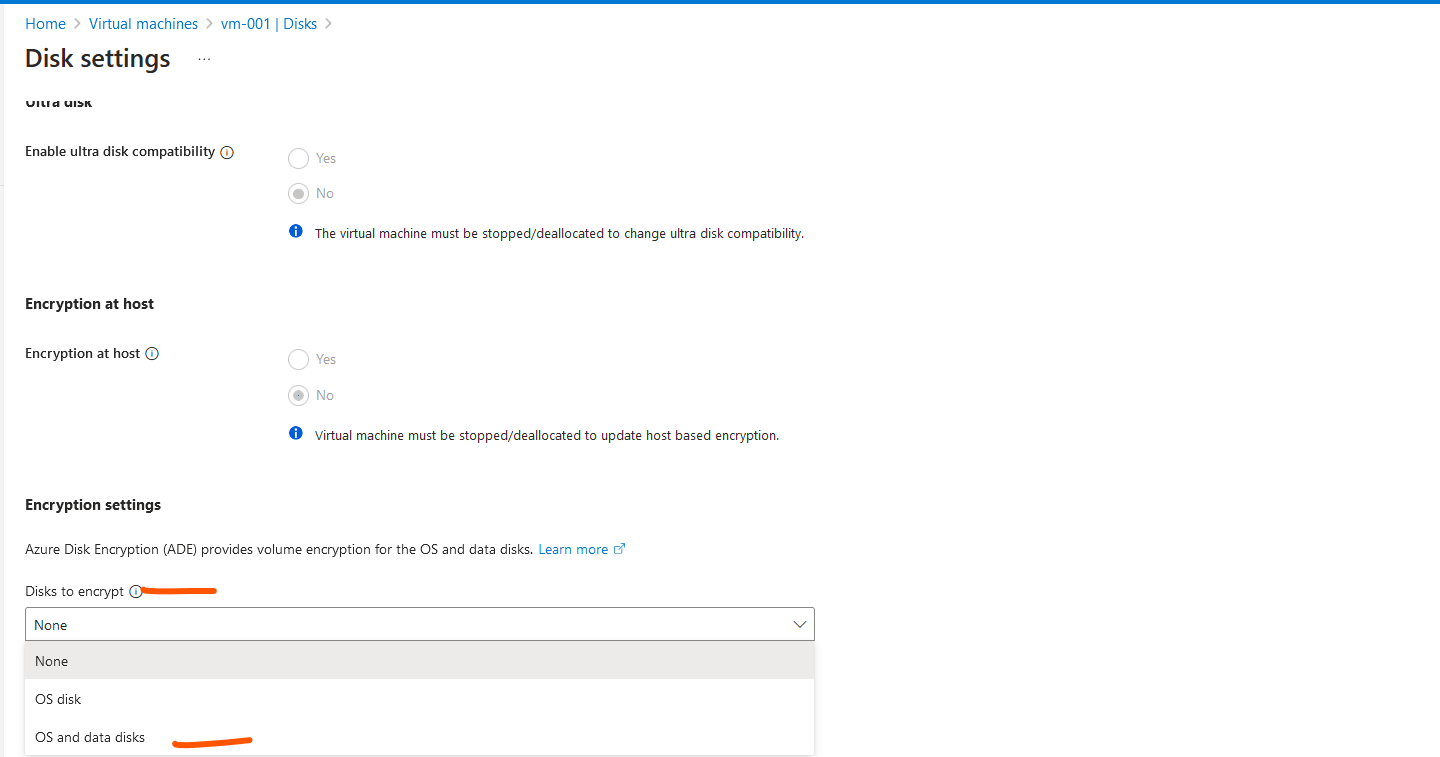 Home > Virtual machines > vm-001 | Disks >
Disk settings ...
Ultra disk
Enable ultra disk compatibility
Yes
No
The virtual machine must be stopped/deallocated to change ultra disk compatibility.
Encryption at host
Encryption at host
Yes
No
Virtual machine must be stopped/deallocated to update host based encryption.
Encryption settings
Azure Disk Encryption (ADE) provides volume encryption for the OS and data disks. Learn more
Disks to encrypt
None
None
OS disk
OS and data disks